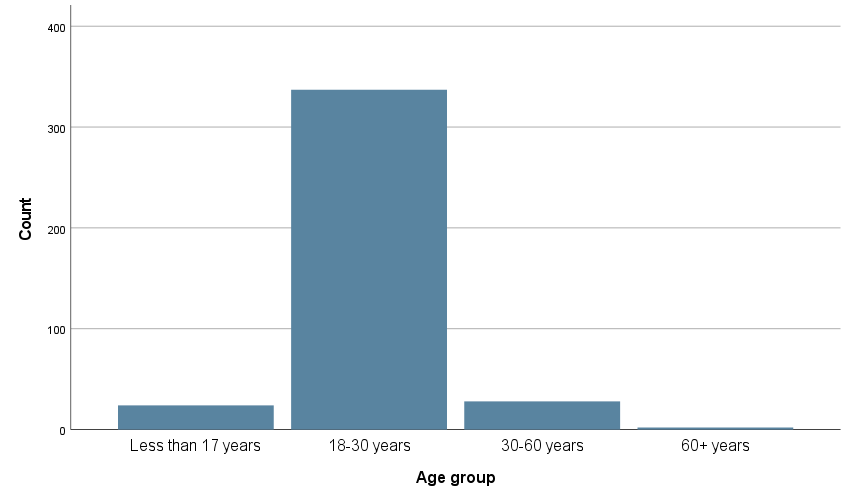 400
300
200
100
0
Count
Less than 17 years
18-30 years
30-60 years
60+ years
Age group